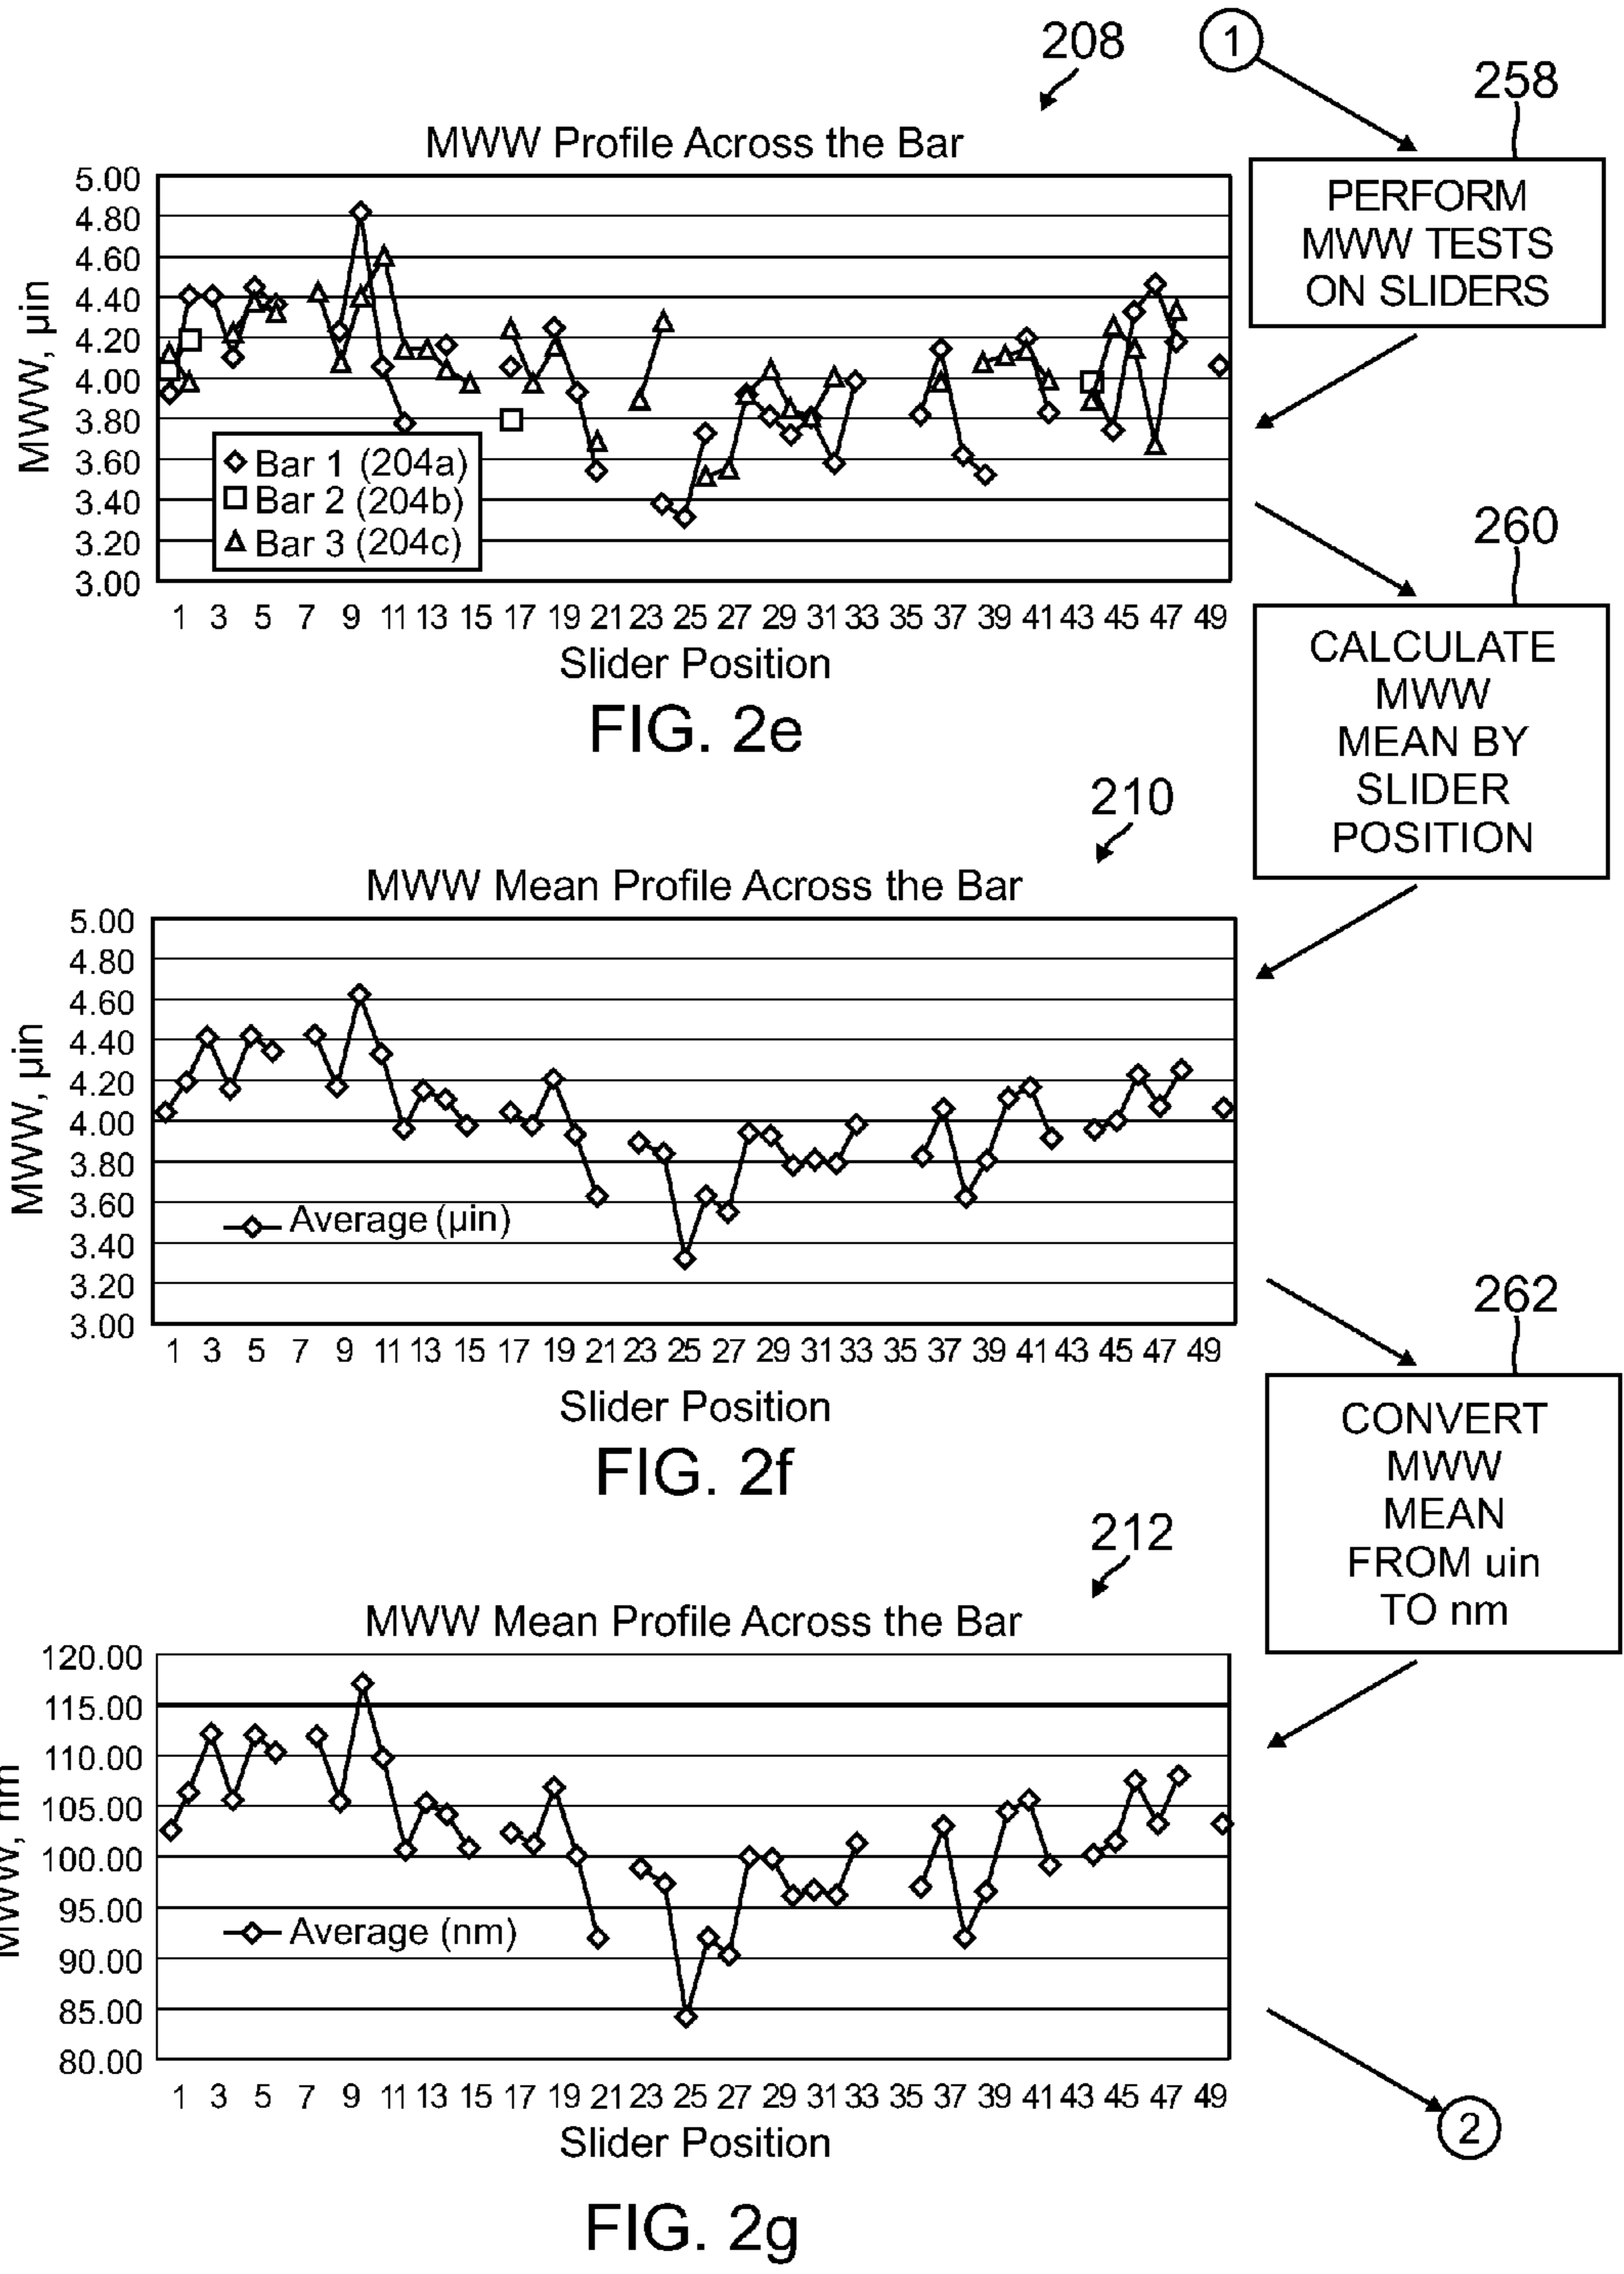 208
1
258
MWW Profile Across the Bar
PERFORM
MWW TESTS
ON SLIDERS
MWW, µin
5.00
4.80
4.60
4.40
4.20
4.00
3.80
3.60
3.40
3.20
3.00
Bar 1 (204a)
Bar 2 (204b)
Bar 3 (204c)
1 3 5 7 9 11 13 15 17 19 21 23 25 27 29 31 33 35 37 39 41 43 45 47 49
Slider Position
FIG. 2e
260
CALCULATE
MWW
MEAN BY
SLIDER
POSITION
210
MWW Mean Profile Across the Bar
MWW, µin
5.00
4.80
4.60
4.40
4.20
4.00
3.80
3.60
3.40
3.20
3.00
Average (µin)
1 3 5 7 9 11 13 15 17 19 21 23 25 27 29 31 33 35 37 39 41 43 45 47 49
Slider Position
FIG. 2f
262
CONVERT
MWW
MEAN
FROM uin
TO nm
212
MWW Mean Profile Across the Bar
MWW, nm
120.00
115.00
110.00
105.00
100.00
95.00
90.00
85.00
80.00
Average (nm)
1 3 5 7 9 11 13 15 17 19 21 23 25 27 29 31 33 35 37 39 41 43 45 47 49
Slider Position
2
FIG. 2g